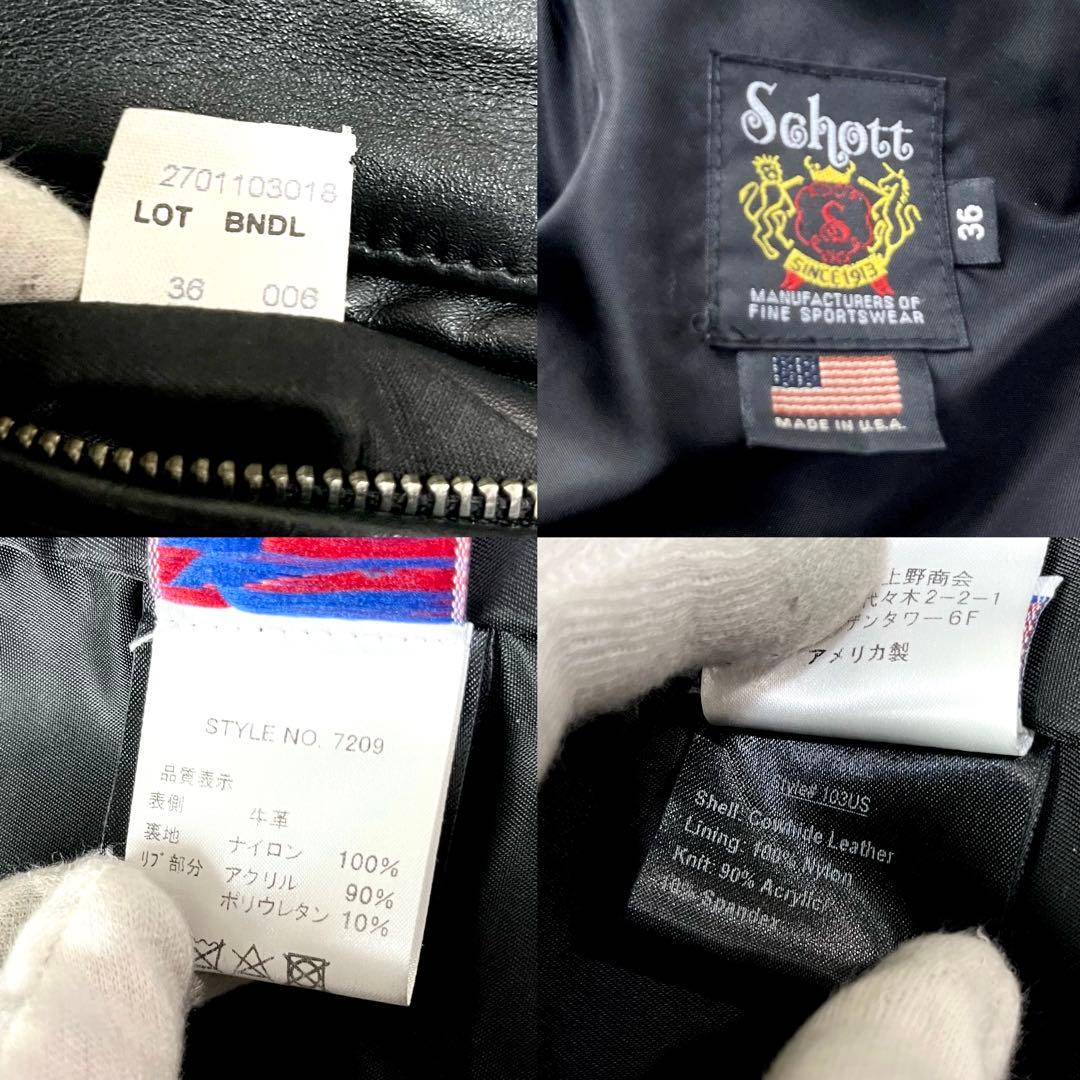 2701103018
LOT BNDL
36 006
Schott
S
SINCE1913
MANUFACTURERS OF
FINE SPORTSWEAR
36
MADE IN U.S.A.
STYLE NO. 7209
品質表示
表側 牛革
裏地 ナイロン 100%
ﾘﾌﾞ部分 アクリル 90%
ポリウレタン 10%
上野商会
代々木2-2-1
ザンタワー6F
アメリカ製
Style# 103US
Shell: Cowhide Leather
Lining: 100% Nylon
Knit: 90% Acrylic/
10% Spandex